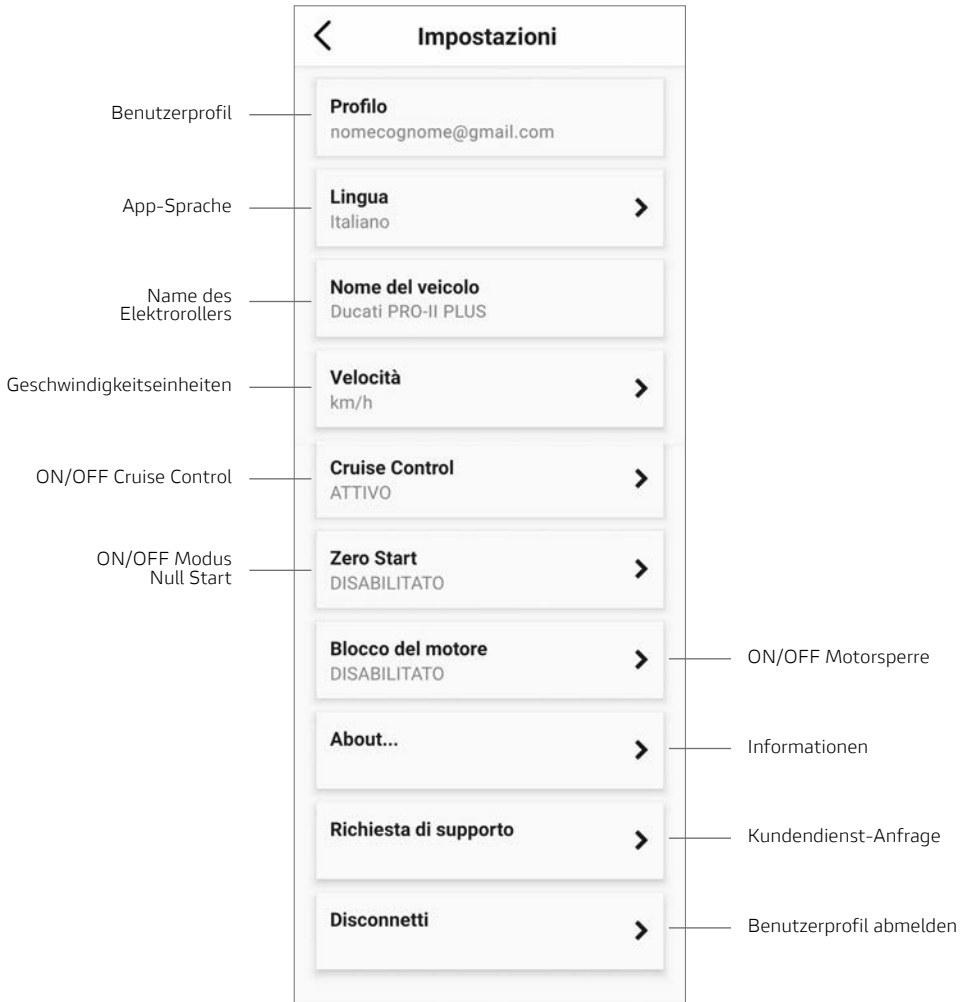 Impostazioni
Benutzerprofil
Profilo
nomecognome@gmail.com
App-Sprache
Lingua
Italiano
Name des
Elektrorollers
Nome del veicolo
Ducati PRO-II PLUS
Geschwindigkeitseinheiten
Velocità
km/h
ON/OFF Cruise Control
Cruise Control
ATTIVO
ON/OFF Modus
Null Start
Zero Start
DISABILITATO
Blocco del motore
DISABILITATO
ON/OFF Motorsperre
About...
Informationen
Richiesta di supporto
Kundendienst-Anfrage
Disconnetti
Benutzerprofil abmelden